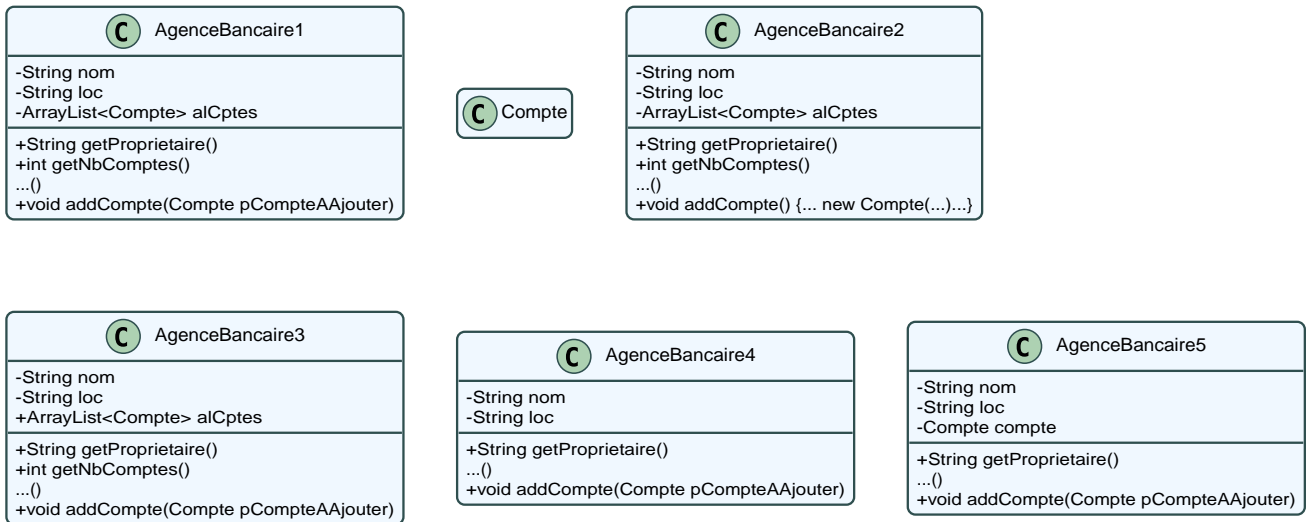 C AgenceBancaire1
-String nom
-String loc
-ArrayList<Compte> alCptes
+String getProprietaire()
+int getNbComptes()
...()
+void addCompte(Compte pCompteAAjouter)
C Compte
C AgenceBancaire2
-String nom
-String loc
-ArrayList<Compte> alCptes
+String getProprietaire()
+int getNbComptes()
...()
+void addCompte() {... new Compte(...)...}
C AgenceBancaire3
-String nom
-String loc
+ArrayList<Compte> alCptes
+String getProprietaire()
+int getNbComptes()
...()
+void addCompte(Compte pCompteAAjouter)
C AgenceBancaire4
-String nom
-String loc
+String getProprietaire()
...()
+void addCompte(Compte pCompteAAjouter)
C AgenceBancaire5
-String nom
-String loc
-Compte compte
+String getProprietaire()
...()
+void addCompte(Compte pCompteAAjouter)